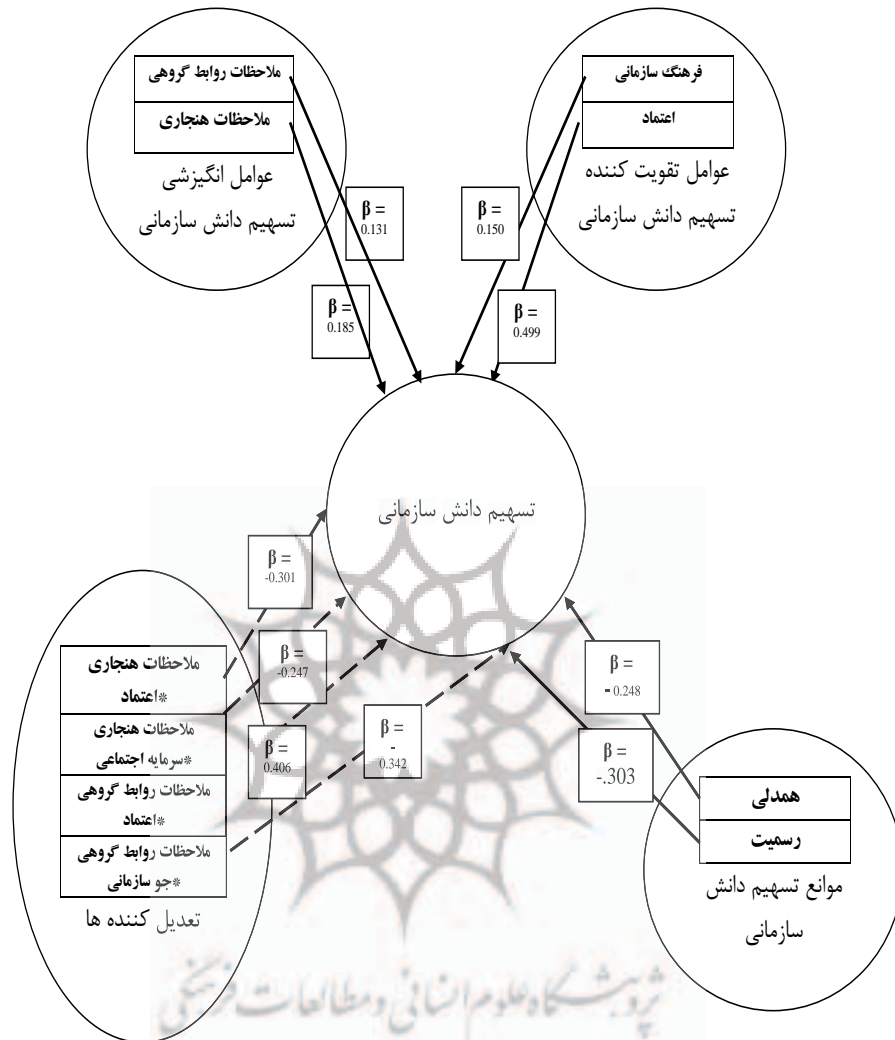 فرهنگ سازمانی
اعتماد
عوامل تقویت کننده
تسهیم دانش سازمانی
ملاحظات روابط گروهی
ملاحظات هنجاری
عوامل انگیزشی
تسهیم دانش سازمانی
β =
0.150
β =
0.131
β =
0.499
β =
0.185
تسهیم دانش سازمانی
β =
-0.301
β =
-0.247
β =
0.406
β =
-
0.342
β =
-0.248
β =
-.303
ملاحظات هنجاری
*اعتماد
ملاحظات هنجاری
*سرمایه اجتماعی
ملاحظات روابط گروهی
*اعتماد
ملاحظات روابط گروهی
*جو سازمانی
تعدیل کننده ها
همدلی
رسمیت
موانع تسهیم دانش
سازمانی
پژوهشگاه علوم انسانی و مطالعات فرهنگی